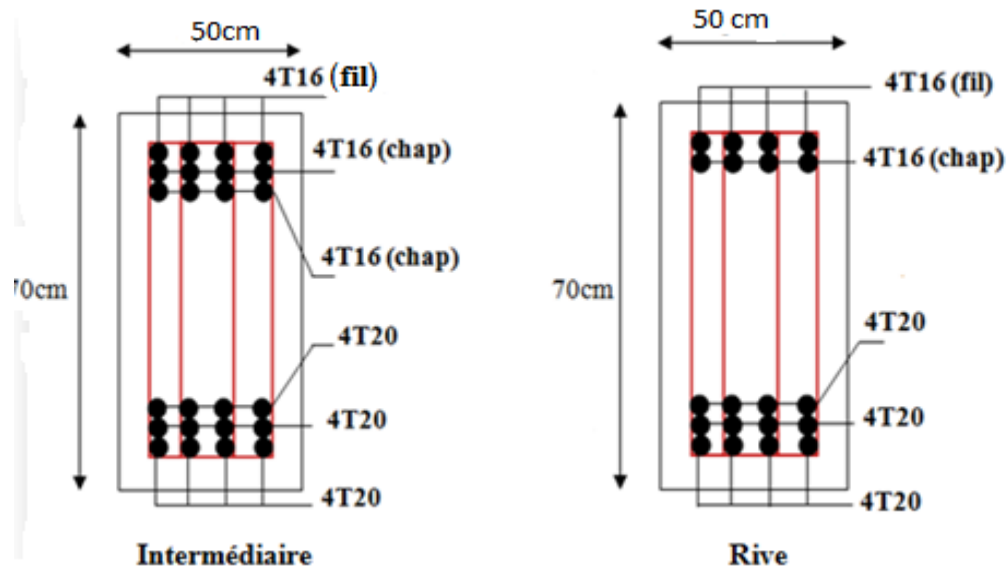 50cm
4T16 (fil)
4T16 (chap)
4T16 (chap)
70cm
4T20
4T20
4T20
Intermédiaire
50 cm
4T16 (fil)
4T16 (chap)
70cm
4T20
4T20
4T20
Rive